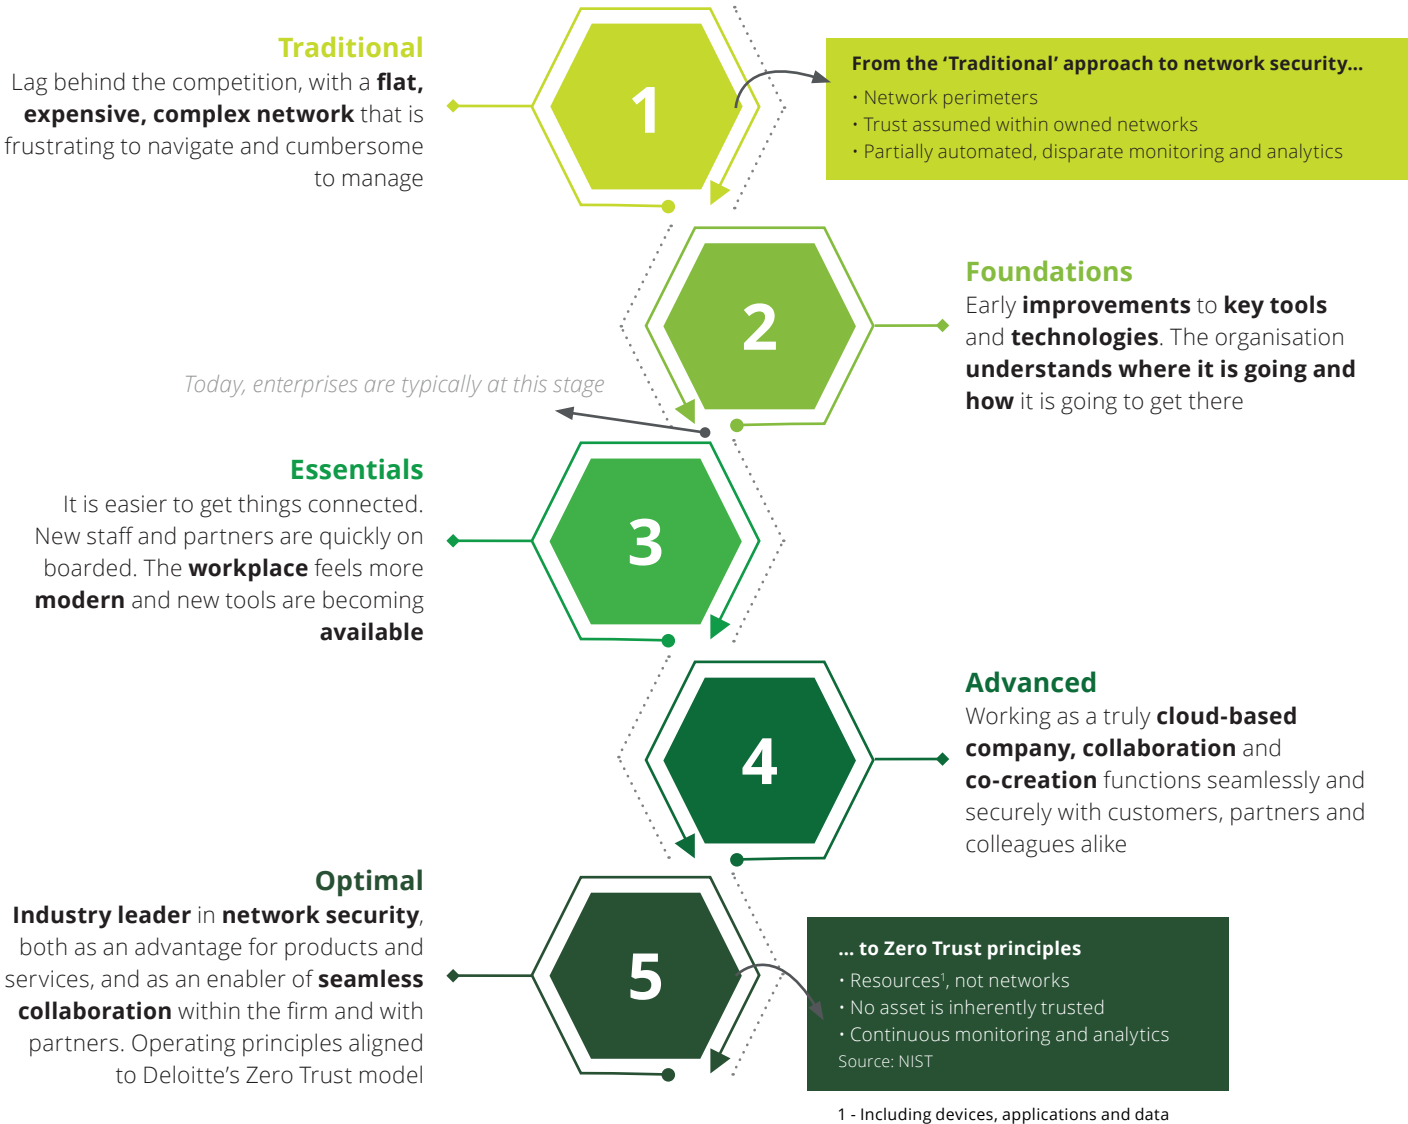 Traditional
Lag behind the competition, with a flat,
expensive, complex network that is
frustrating to navigate and cumbersome
to manage
1
From the ‘Traditional’ approach to network security...
• Network perimeters
• Trust assumed within owned networks
• Partially automated, disparate monitoring and analytics
2
Foundations
Early improvements to key tools
and technologies. The organisation
understands where it is going and
how it is going to get there
Today, enterprises are typically at this stage
Essentials
It is easier to get things connected.
New staff and partners are quickly on
boarded. The workplace feels more
modern and new tools are becoming
available
3
4
Advanced
Working as a truly cloud-based
company, collaboration and
co-creation functions seamlessly and
securely with customers, partners and
colleagues alike
Optimal
Industry leader in network security,
both as an advantage for products and
services, and as an enabler of seamless
collaboration within the firm and with
partners. Operating principles aligned
to Deloitte’s Zero Trust model
5
... to Zero Trust principles
• Resources¹, not networks
• No asset is inherently trusted
• Continuous monitoring and analytics
Source: NIST
1 - Including devices, applications and data